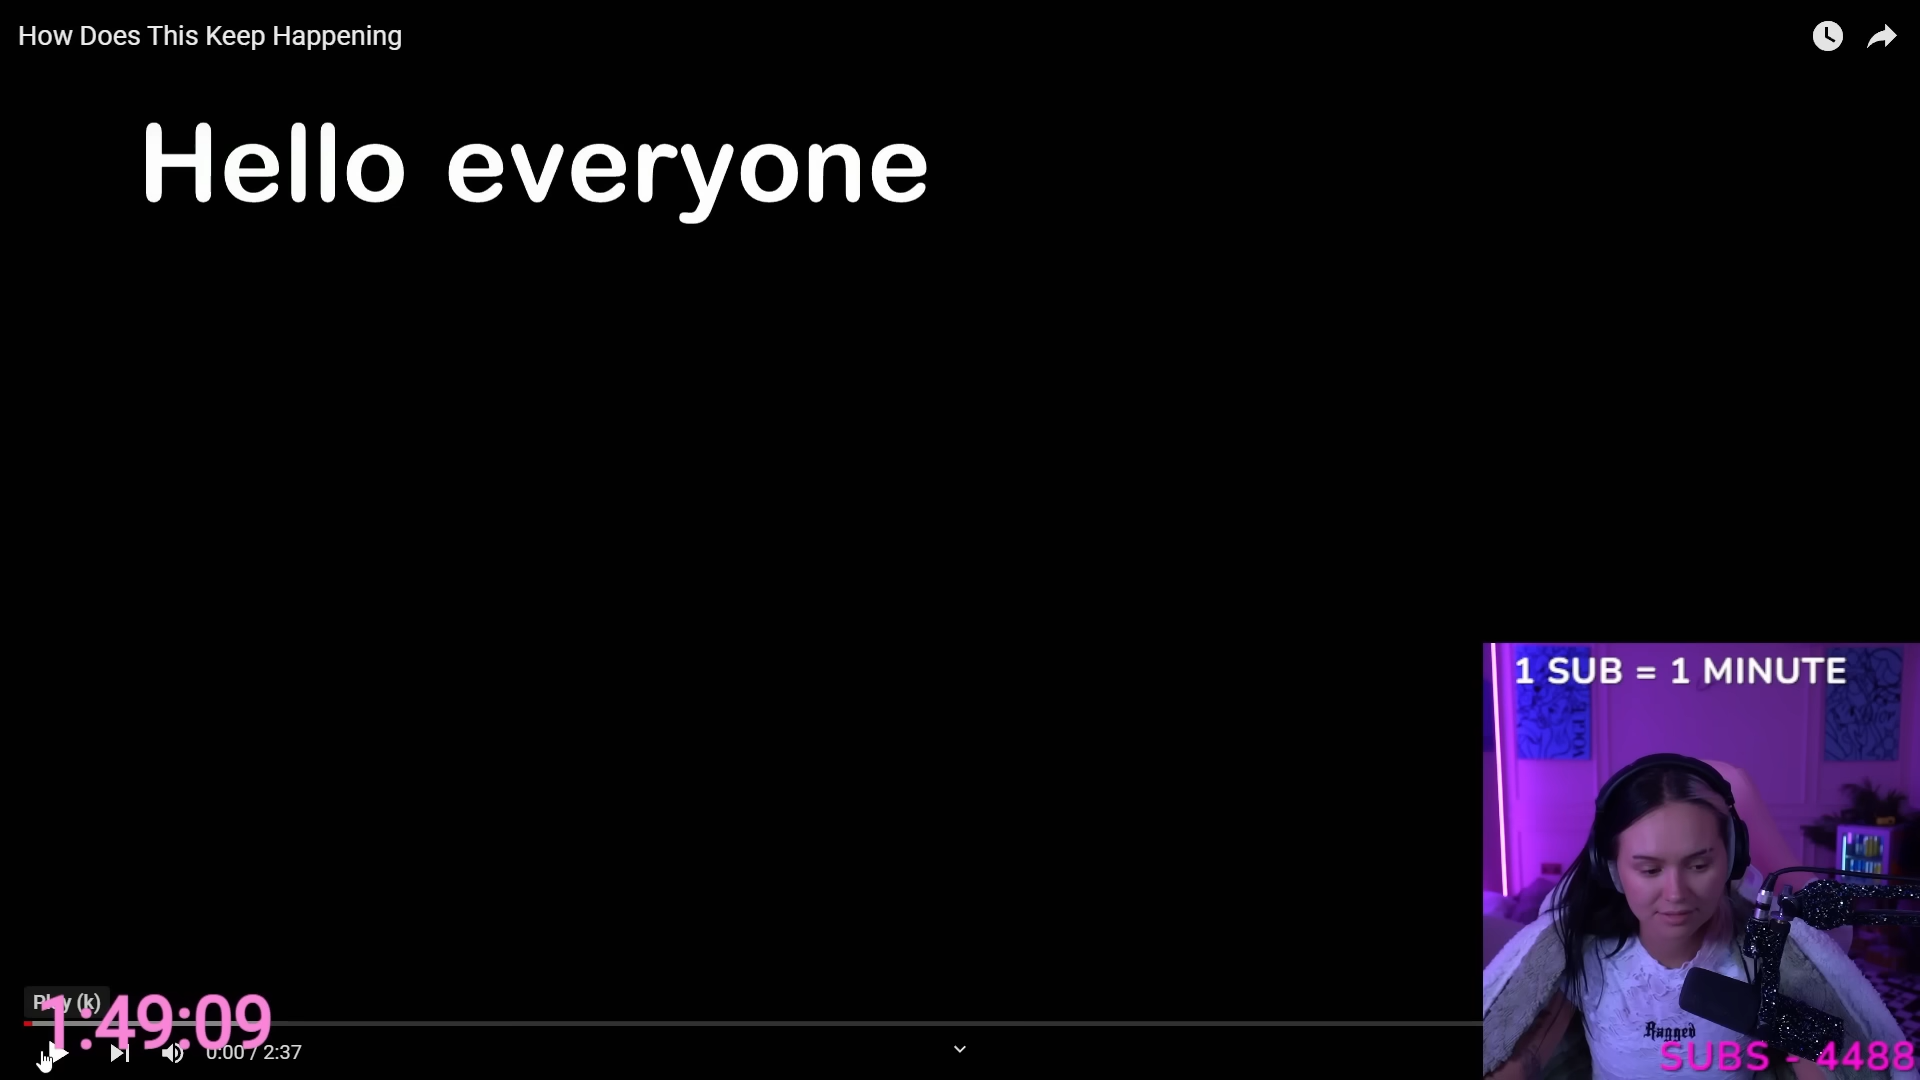 How Does This Keep Happening
Hello everyone
1 SUB = 1 MINUTE
VOGUE
Play (k)
1:49:09
0:00 / 2:37
Ragged
SUBS - 4488